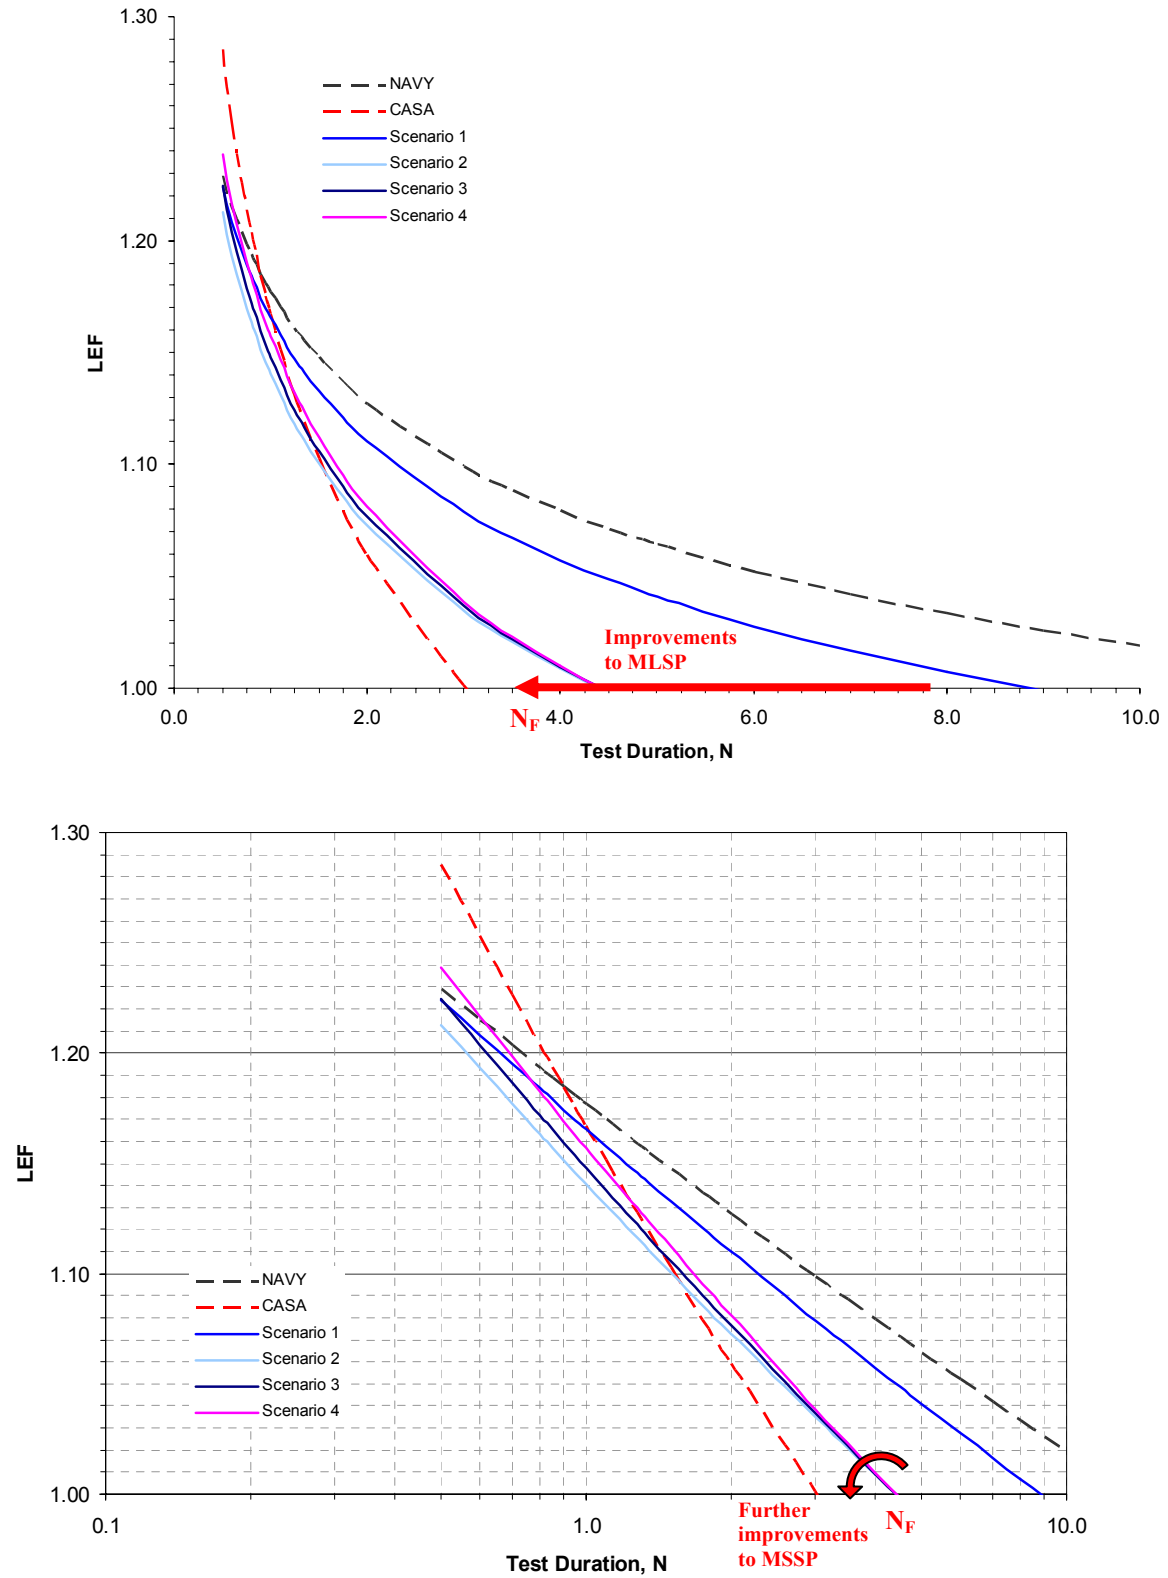 1.30
NAVY
CASA
Scenario 1
Scenario 2
Scenario 3
Scenario 4
1.20
LEF
1.10
Improvements
to MLSP
1.00
0.0
2.0
N_F
4.0
6.0
8.0
10.0
Test Duration, N
1.30
1.20
LEF
1.10
NAVY
CASA
Scenario 1
Scenario 2
Scenario 3
Scenario 4
1.00
Further
improvements
to MSSP
N_F
0.1
1.0
10.0
Test Duration, N